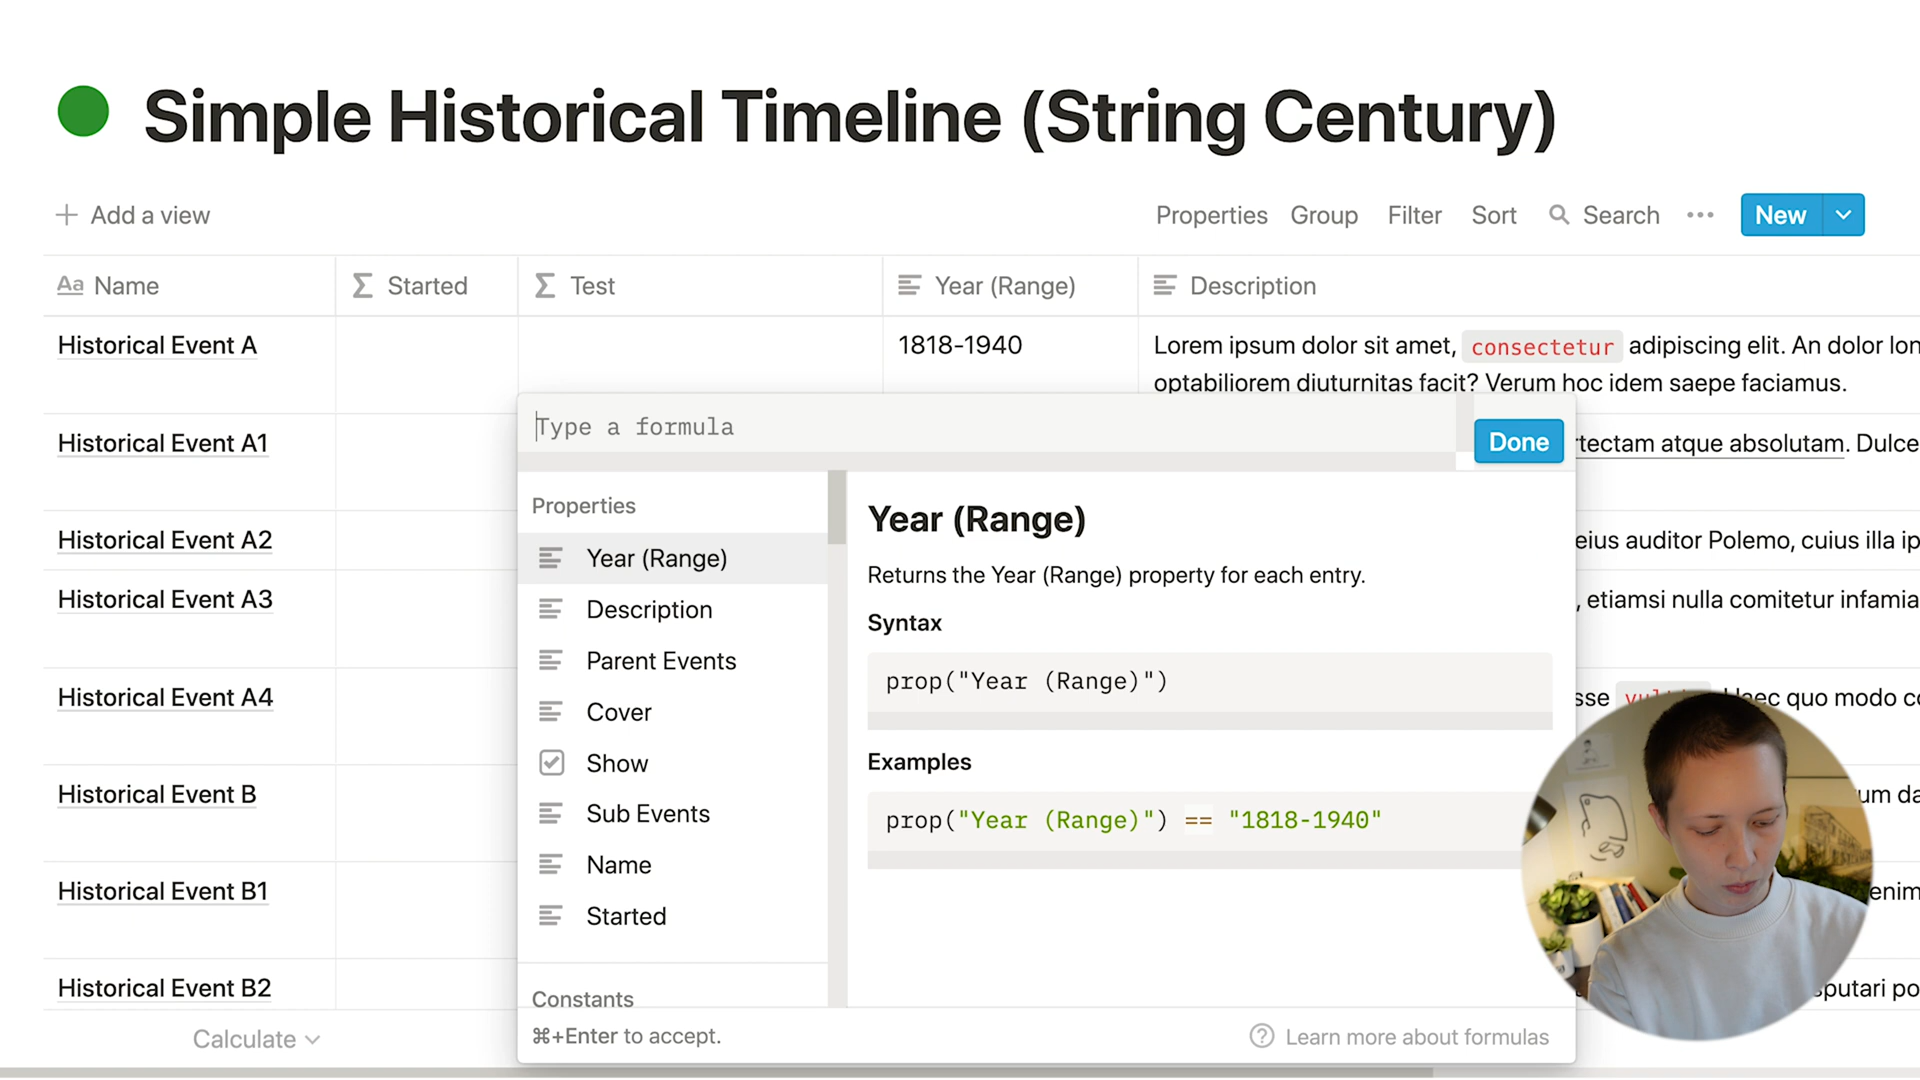 Simple Historical Timeline (String Century)
Add a view
Properties Group Filter Sort Search New
Aa Name Σ Started Σ Test Year (Range) Description
Historical Event A 1818-1940 Lorem ipsum dolor sit amet, consectetur adipiscing elit. An dolor
optabiliorem diuturnitas facit? Verum hoc idem saepe faciamus.
Type a formula
Done
Historical Event A1 atque absolutam. Dulce
Properties
Year (Range)
Description
Parent Events
Cover
Show
Sub Events
Name
Started
Constants
⌘+Enter to accept.
Year (Range)
Returns the Year (Range) property for each entry.
Syntax
prop("Year (Range)")
Examples
prop("Year (Range)") == "1818-1940"
Learn more about formulas
Historical Event A2 eius auditor Polemo, cuius illa
Historical Event A3 , etiamsi nulla comitetur infamia
Historical Event A4 quo modo
Historical Event B
Historical Event B1
Historical Event B2
Calculate